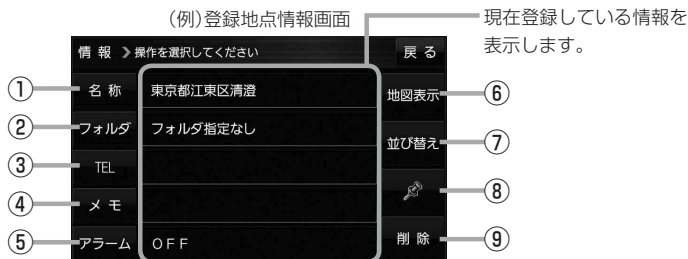 (例)登録地点情報画面
現在登録している情報を
表示します。
情報 操作を選択してください 戻る
① 名称 東京都江東区清澄 地図表示 ⑥
② フォルダ フォルダ指定なし 並び替え ⑦
③ TEL
⑧
④ メモ
⑤ アラーム OFF 削除 ⑨